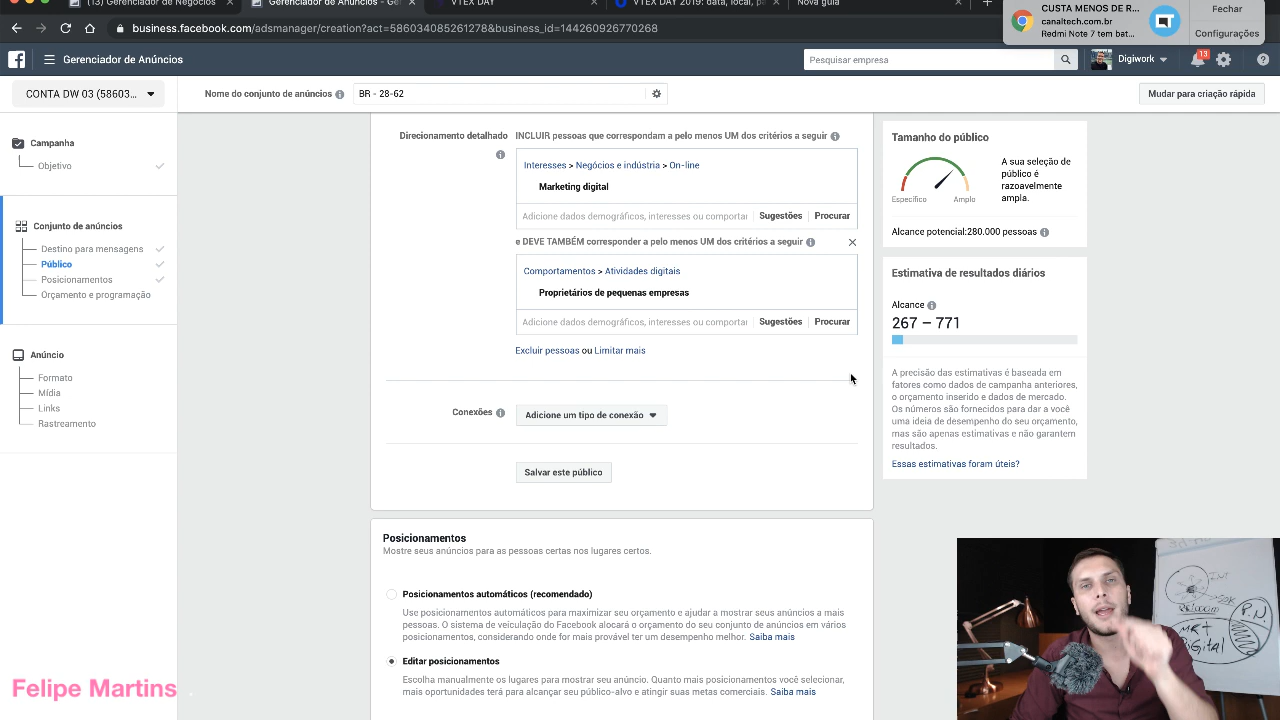 (13) Gerenciador de Negócios
Gerenciador de Anúncios - Ger
VTEX DAY
VTEX DAY 2019: data, local, p
Nova guia
CUSTA MENOS DE R...
canaltech.com.br
Redmi Note 7 tem bat...
Fechar
Configurações
business.facebook.com/adsmanager/creation?act=586034085261278&business_id=144260926770268
Gerenciador de Anúncios
Pesquisar empresa
Digiwork
13
CONTA DW 03 (58603...
Nome do conjunto de anúncios
BR - 28-62
Mudar para criação rápida
Campanha
Objetivo
Conjunto de anúncios
Destino para mensagens
Público
Posicionamentos
Orçamento e programação
Anúncio
Formato
Mídia
Links
Rastreamento
Direcionamento detalhado
INCLUIR pessoas que correspondam a pelo menos UM dos critérios a seguir
Interesses > Negócios e indústria > On-line
Marketing digital
Adicione dados demográficos, interesses ou comportar
Sugestões
Procurar
e DEVE TAMBÉM corresponder a pelo menos UM dos critérios a seguir
Comportamentos > Atividades digitais
Proprietários de pequenas empresas
Adicione dados demográficos, interesses ou comportar
Sugestões
Procurar
Excluir pessoas ou Limitar mais
Conexões
Adicione um tipo de conexão
Salvar este público
Posicionamentos
Mostre seus anúncios para as pessoas certas nos lugares certos.
Posicionamentos automáticos (recomendado)
Use posicionamentos automáticos para maximizar seu orçamento e ajudar a mostrar seus anúncios a mais
pessoas. O sistema de veiculação do Facebook alocará o orçamento do seu conjunto de anúncios em vários
posicionamentos, considerando onde for mais provável ter um desempenho melhor. Saiba mais
Editar posicionamentos
Escolha manualmente os lugares para mostrar seu anúncio. Quanto mais posicionamentos você selecionar,
mais oportunidades terá para alcançar seu público-alvo e atingir suas metas comerciais. Saiba mais
Tamanho do público
Específico
Amplo
A sua seleção de
público é
razoavelmente
ampla.
Alcance potencial:280.000 pessoas
Estimativa de resultados diários
Alcance
267 – 771
A precisão das estimativas é baseada em
fatores como dados de campanha anteriores,
o orçamento inserido e dados de mercado.
Os números são fornecidos para dar a você
uma ideia de desempenho do seu orçamento,
mas são apenas estimativas e não garantem
resultados.
Essas estimativas foram úteis?
P.N.
MKT
DIGITAL
Felipe Martins